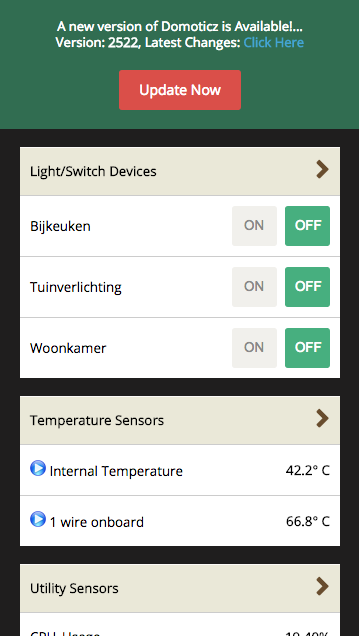 A new version of Domoticz is Available!...
Version: 2522, Latest Changes: Click Here
Update Now
Light/Switch Devices
Bijkeuken ON OFF
Tuinverlichting ON OFF
Woonkamer ON OFF
Temperature Sensors
Internal Temperature 42.2° C
1 wire onboard 66.8° C
Utility Sensors